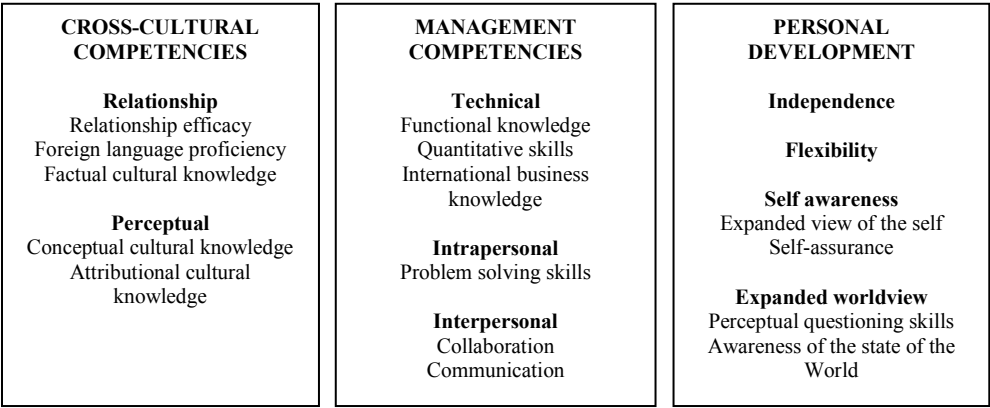 CROSS-CULTURAL
COMPETENCIES
Relationship
Relationship efficacy
Foreign language proficiency
Factual cultural knowledge
Perceptual
Conceptual cultural knowledge
Attributional cultural
knowledge
MANAGEMENT
COMPETENCIES
Technical
Functional knowledge
Quantitative skills
International business
knowledge
Intrapersonal
Problem solving skills
Interpersonal
Collaboration
Communication
PERSONAL
DEVELOPMENT
Independence
Flexibility
Self awareness
Expanded view of the self
Self-assurance
Expanded worldview
Perceptual questioning skills
Awareness of the state of the
World